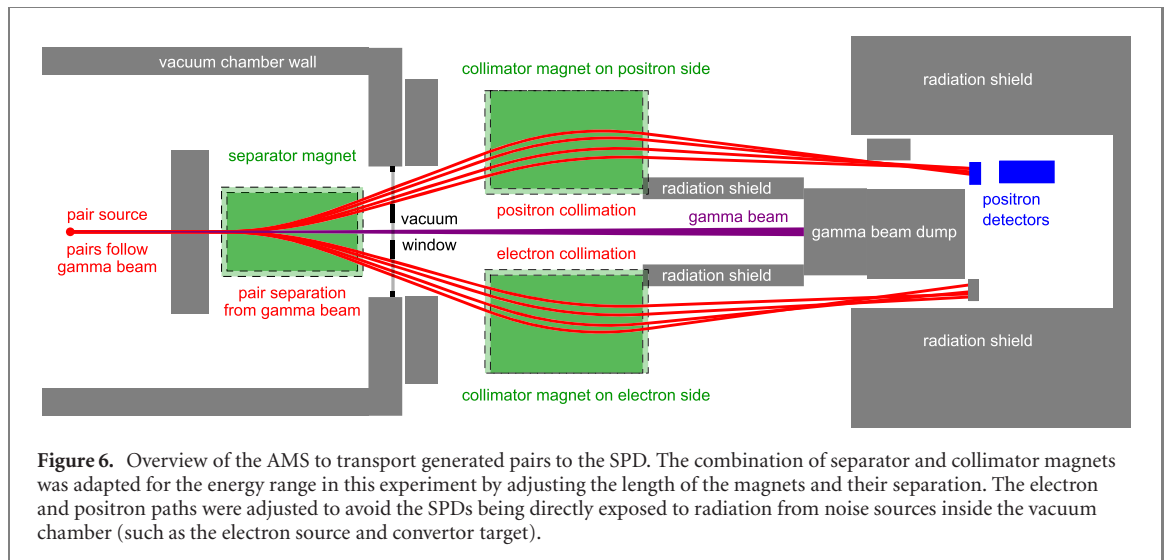 vacuum chamber wall
collimator magnet on positron side
radiation shield
separator magnet
pair source
pairs follow
gamma beam
pair separation
from gamma beam
vacuum
window
positron collimation
radiation shield
gamma beam
electron collimation
radiation shield
gamma beam dump
positron
detectors
radiation shield
collimator magnet on electron side
Figure 6. Overview of the AMS to transport generated pairs to the SPD. The combination of separator and collimator magnets
was adapted for the energy range in this experiment by adjusting the length of the magnets and their separation. The electron
and positron paths were adjusted to avoid the SPDs being directly exposed to radiation from noise sources inside the vacuum
chamber (such as the electron source and convertor target).